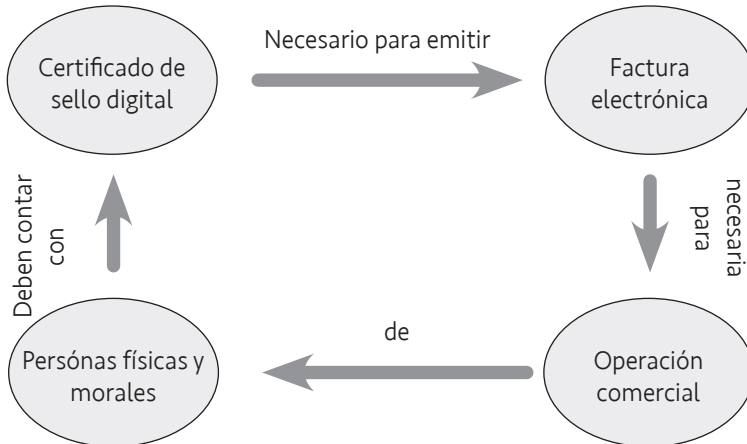 Necesario para emitir
Certificado de
sello digital
Factura
electrónica
Deben contar
con
necesaria
para
de
Persónas físicas y
morales
Operación
comercial